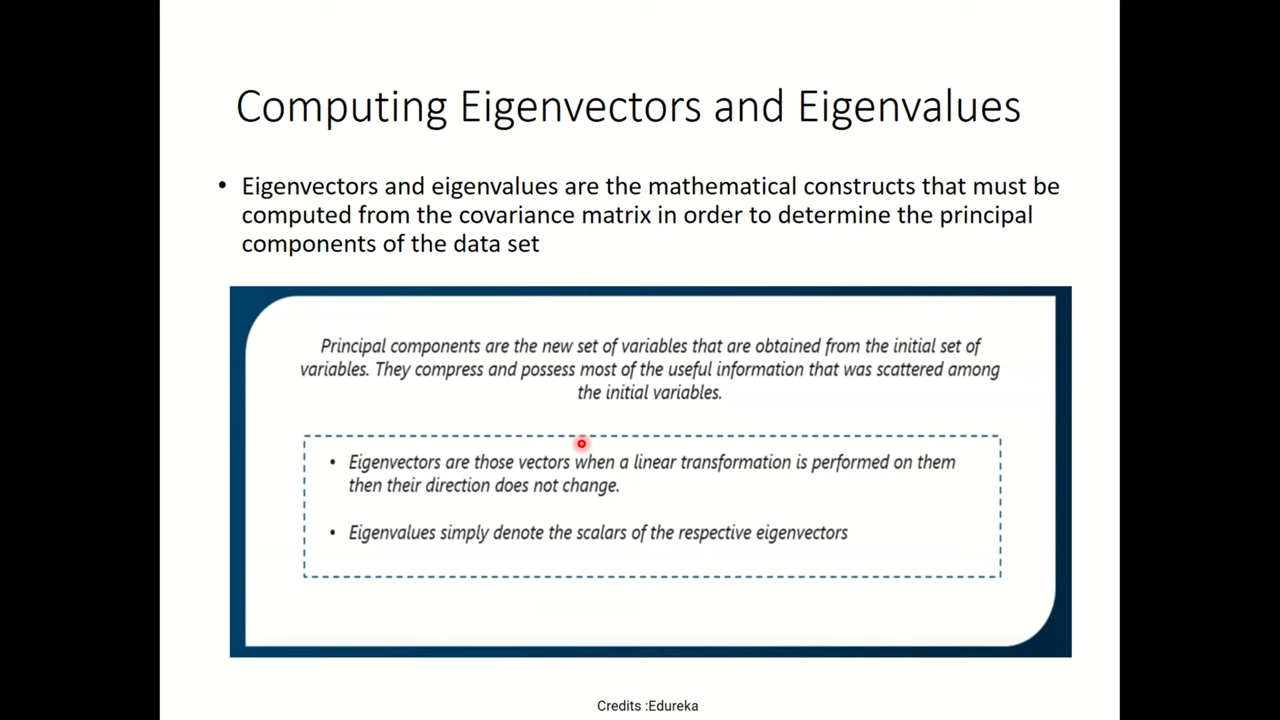 Computing Eigenvectors and Eigenvalues
• Eigenvectors and eigenvalues are the mathematical constructs that must be
computed from the covariance matrix in order to determine the principal
components of the data set
Principal components are the new set of variables that are obtained from the initial set of
variables. They compress and possess most of the useful information that was scattered among
the initial variables.
• Eigenvectors are those vectors when a linear transformation is performed on them
then their direction does not change.
• Eigenvalues simply denote the scalars of the respective eigenvectors
Credits :Edureka